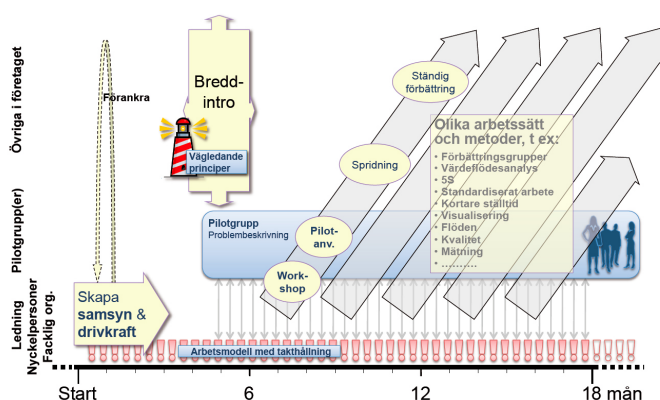 Övriga i företaget
Pilotgrupp(er)
Ledning
Nyckelpersoner
Facklig org.
Förankra
Bredd-
intro
Vägledande
principer
Ständig
förbättring
Spridning
Olika arbetssätt
och metoder, t ex:
• Förbättringsgrupper
• Värdeflödesanalys
• 5S
• Standardiserat arbete
• Kortare ställtid
• Visualisering
• Flöden
• Kvalitet
• Mätning
• ..........
Pilotgrupp
Problembeskrivning
Pilot-
anv.
Work-
shop
Skapa
samsyn &
drivkraft
Arbetsmodell med takthållning
Start
6
12
18 mån